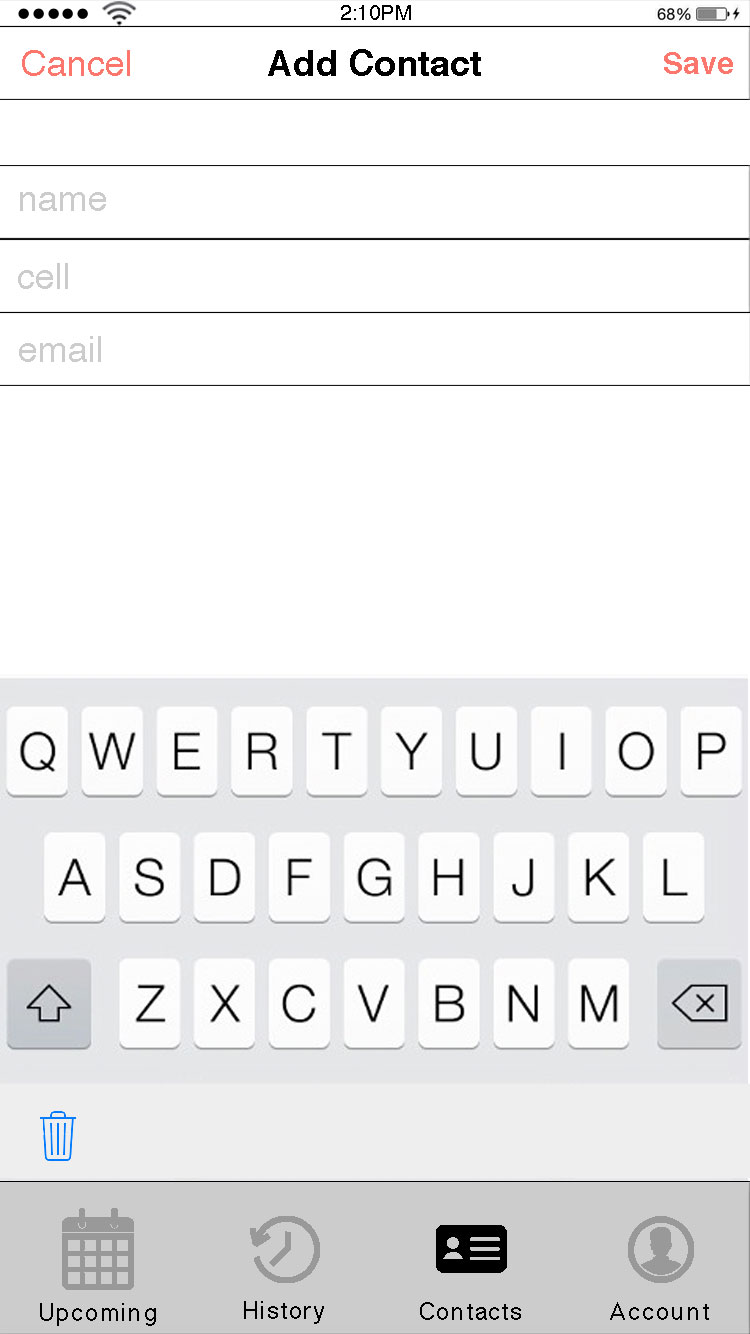 2:10PM 68%
Cancel Add Contact Save
name
cell
email
Q W E R T Y U I O P
A S D F G H J K L
Z X C V B N M
Upcoming History Contacts Account